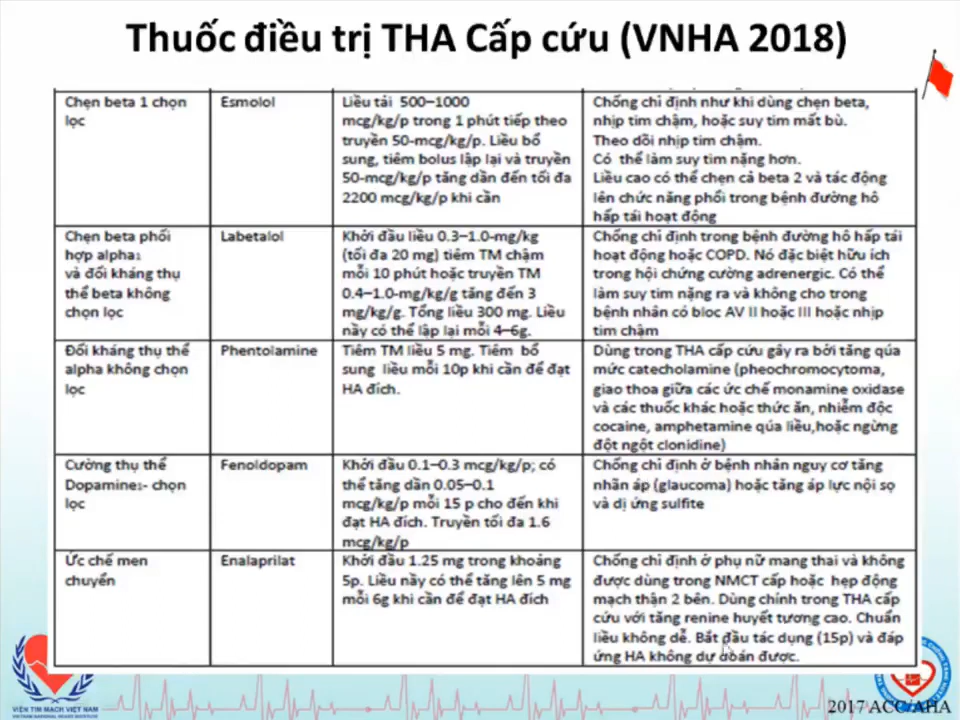 Thuốc điều trị THA Cấp cứu (VNHA 2018)
Chẹn beta 1 chọn
lọc
Esmolol
Liều tải 500–1000
mcg/kg/p trong 1 phút tiếp theo
truyền 50-mcg/kg/p. Liều bổ
sung, tiêm bolus lập lại và truyền
50-mcg/kg/p tăng dần đến tối đa
2200 mcg/kg/p khi cần
Chống chỉ định như khi dùng chẹn beta,
nhịp tim chậm, hoặc suy tim mất bù.
Theo dõi nhịp tim chậm.
Có thể làm suy tim nặng hơn.
Liều cao có thể chẹn cả beta 2 và tác động
lên chức năng phổi trong bệnh đường hô
hấp tái hoạt động
Chẹn beta phối
hợp alpha₁
và đối kháng thụ
thể beta không
chọn lọc
Labetalol
Khởi đầu liều 0.3–1.0-mg/kg
(tối đa 20 mg) tiêm TM chậm
mỗi 10 phút hoặc truyền TM
0.4–1.0-mg/kg/g tăng đến 3
mg/kg/g. Tổng liều 300 mg. Liều
nầy có thể lập lại mỗi 4–6g.
Chống chỉ định trong bệnh đường hô hấp tái
hoạt động hoặc COPD. Nó đặc biệt hữu ích
trong hội chứng cường adrenergic. Có thể
làm suy tim nặng ra và không cho trong
bệnh nhân có bloc AV II hoặc III hoặc nhịp
tim chậm
Đối kháng thụ thể
alpha không chọn
lọc
Phentolamine
Tiêm TM liều 5 mg. Tiêm bổ
sung liều mỗi 10p khi cần để đạt
HA đích.
Dùng trong THA cấp cứu gây ra bởi tăng qúa
mức catecholamine (pheochromocytoma,
giao thoa giữa các ức chế monamine oxidase
và các thuốc khác hoặc thức ăn, nhiễm độc
cocaine, amphetamine qúa liều,hoặc ngừng
đột ngột clonidine)
Cường thụ thể
Dopamine₁- chọn
lọc
Fenoldopam
Khởi đầu 0.1–0.3 mcg/kg/p; có
thể tăng dần 0.05–0.1
mcg/kg/p mỗi 15 p cho đến khi
đạt HA đích. Truyền tối đa 1.6
mcg/kg/p
Chống chỉ định ở bệnh nhân nguy cơ tăng
nhãn áp (glaucoma) hoặc tăng áp lực nội sọ
và dị ứng sulfite
Ức chế men
chuyển
Enalaprilat
Khởi đầu 1.25 mg trong khoảng
5p. Liều nầy có thể tăng lên 5 mg
mỗi 6g khi cần để đạt HA đích
Chống chỉ định ở phụ nữ mang thai và không
được dùng trong NMCT cấp hoặc hẹp động
mạch thận 2 bên. Dùng chính trong THA cấp
cứu với tăng renine huyết tương cao. Chuẩn
liều không dễ. Bắt đầu tác dụng (15p) và đáp
ứng HA không dự đoán được.
VIỆN TIM MẠCH VIỆT NAM
VIETNAM NATIONAL HEART INSTITUTE
2017 ACC/AHA